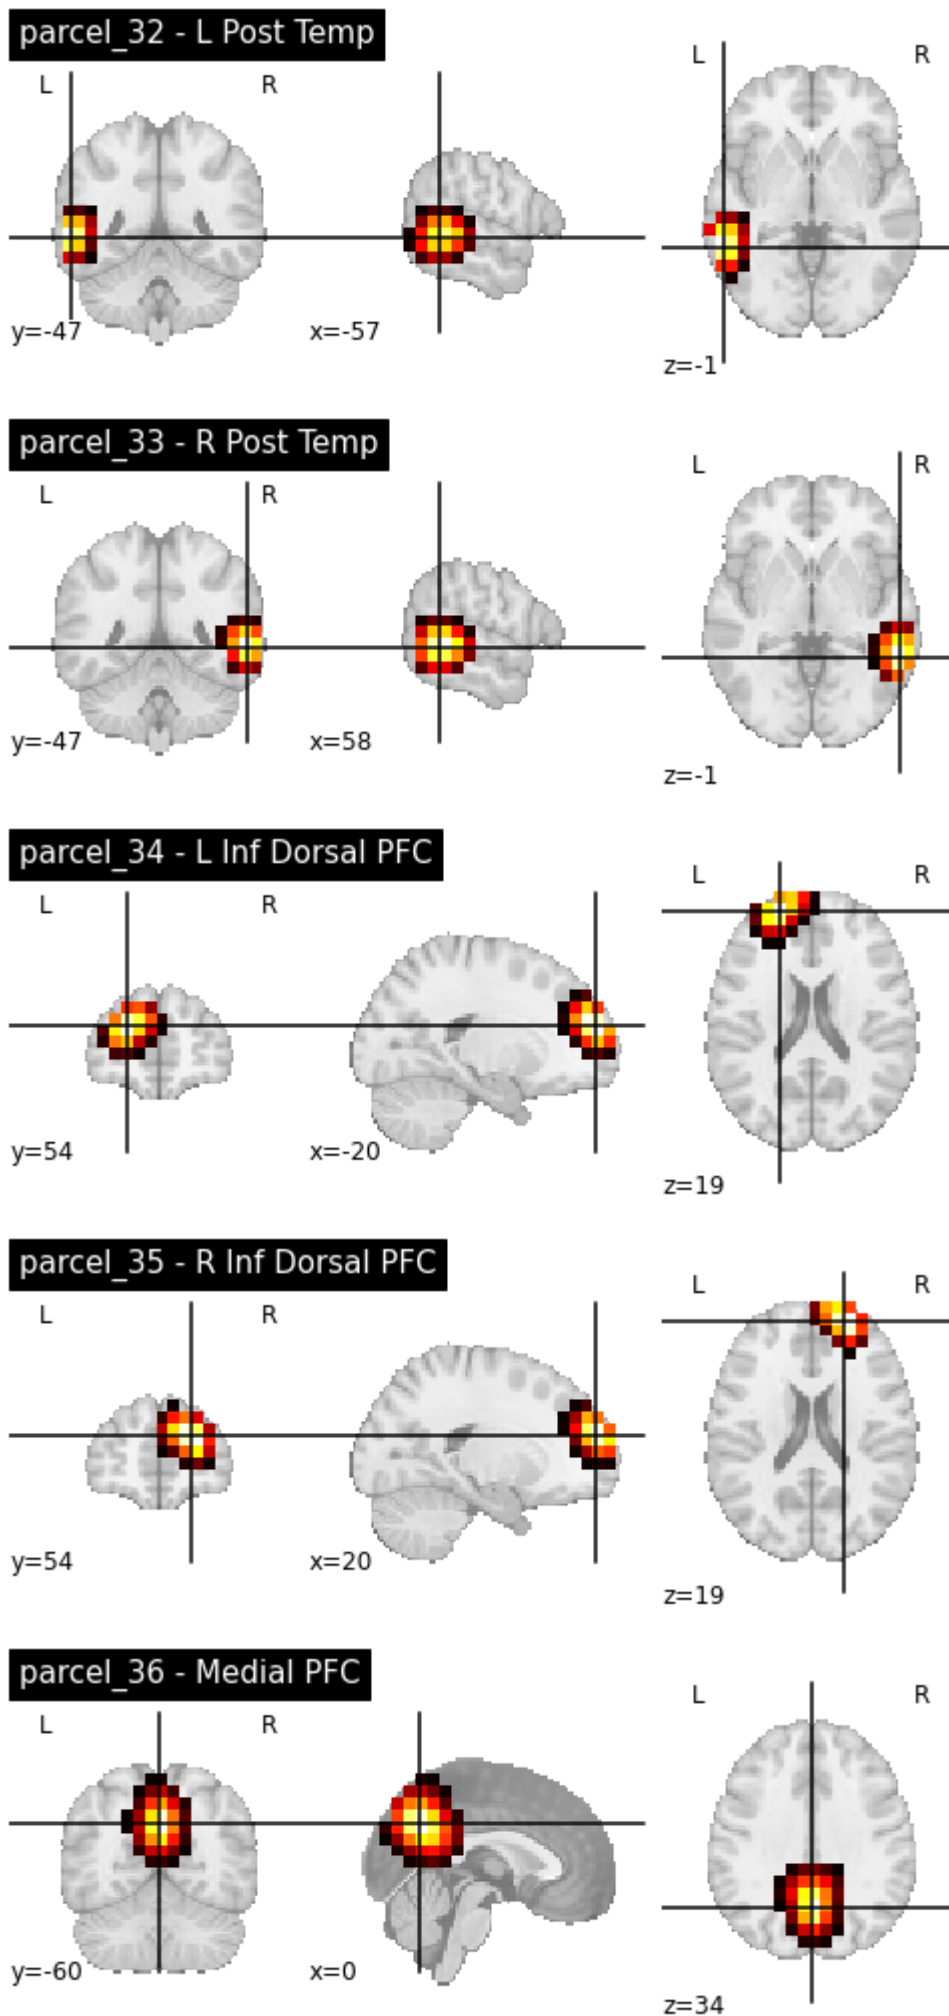 parcel_32 - L Post Temp
L R L R
y=-47 x=-57 z=-1
parcel_33 - R Post Temp
L R L R
y=-47 x=58 z=-1
parcel_34 - L Inf Dorsal PFC
L R L R
y=54 x=-20 z=19
parcel_35 - R Inf Dorsal PFC
L R L R
y=54 x=20 z=19
parcel_36 - Medial PFC
L R L R
y=-60 x=0 z=34